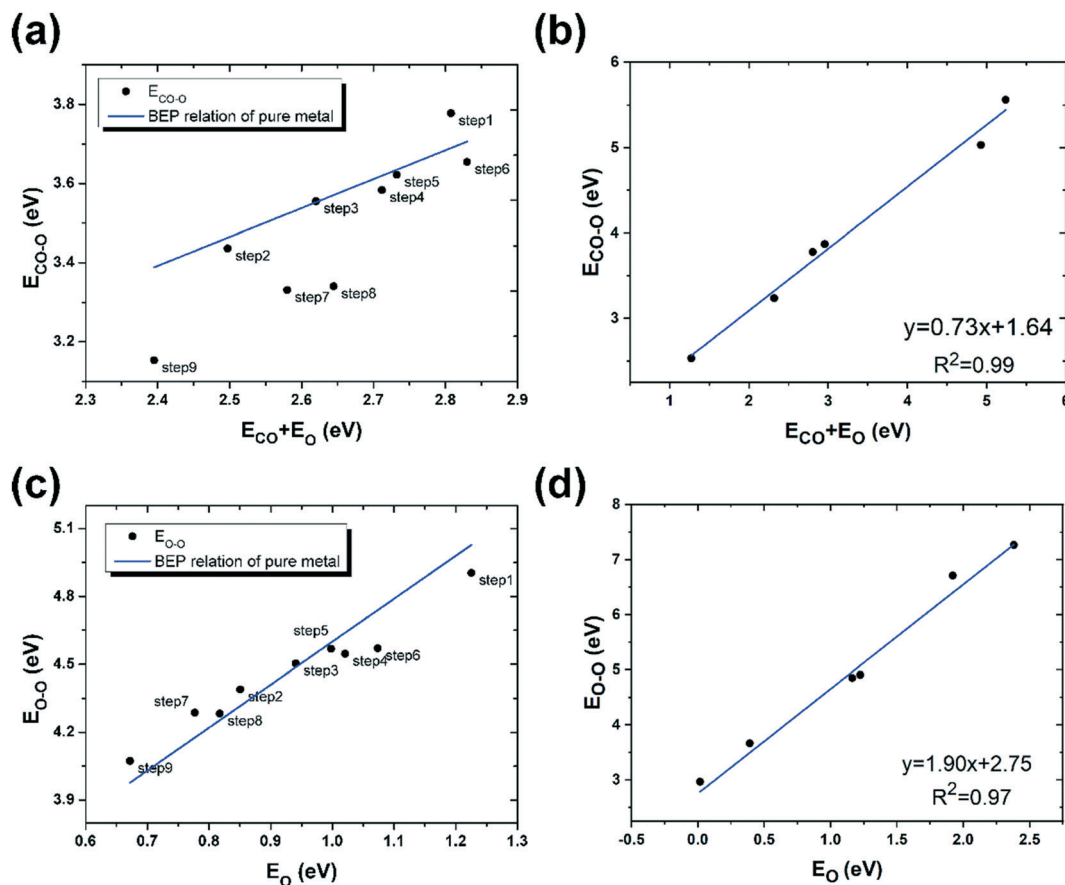 (a)
E_CO-O
BEP relation of pure metal
step1
step6
step5
step4
step3
step2
step7
step8
step9
3.8
3.6
3.4
3.2
E_CO-O (eV)
2.3 2.4 2.5 2.6 2.7 2.8 2.9
E_CO+E_O (eV)
(b)
6
5
4
3
E_CO-O (eV)
y=0.73x+1.64
R²=0.99
1 2 3 4 5 6
E_CO+E_O (eV)
(c)
E_O-O
BEP relation of pure metal
step1
step5
step6
step4
step3
step2
step7
step8
step9
5.1
4.8
4.5
4.2
3.9
E_O-O (eV)
0.6 0.7 0.8 0.9 1.0 1.1 1.2 1.3
E_O (eV)
(d)
8
7
6
5
4
3
E_O-O (eV)
y=1.90x+2.75
R²=0.97
-0.5 0.0 0.5 1.0 1.5 2.0 2.5
E_O (eV)